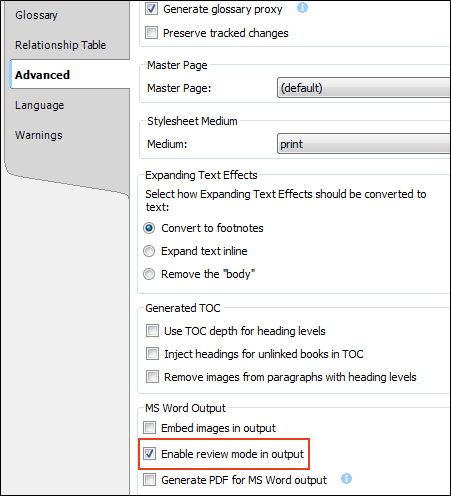 Glossary
Relationship Table
Advanced
Language
Warnings
Generate glossary proxy
Preserve tracked changes
Master Page
Master Page: (default)
Stylesheet Medium
Medium: print
Expanding Text Effects
Select how Expanding Text Effects should be converted to
text:
Convert to footnotes
Expand text inline
Remove the "body"
Generated TOC
Use TOC depth for heading levels
Inject headings for unlinked books in TOC
Remove images from paragraphs with heading levels
MS Word Output
Embed images in output
Enable review mode in output
Generate PDF for MS Word output